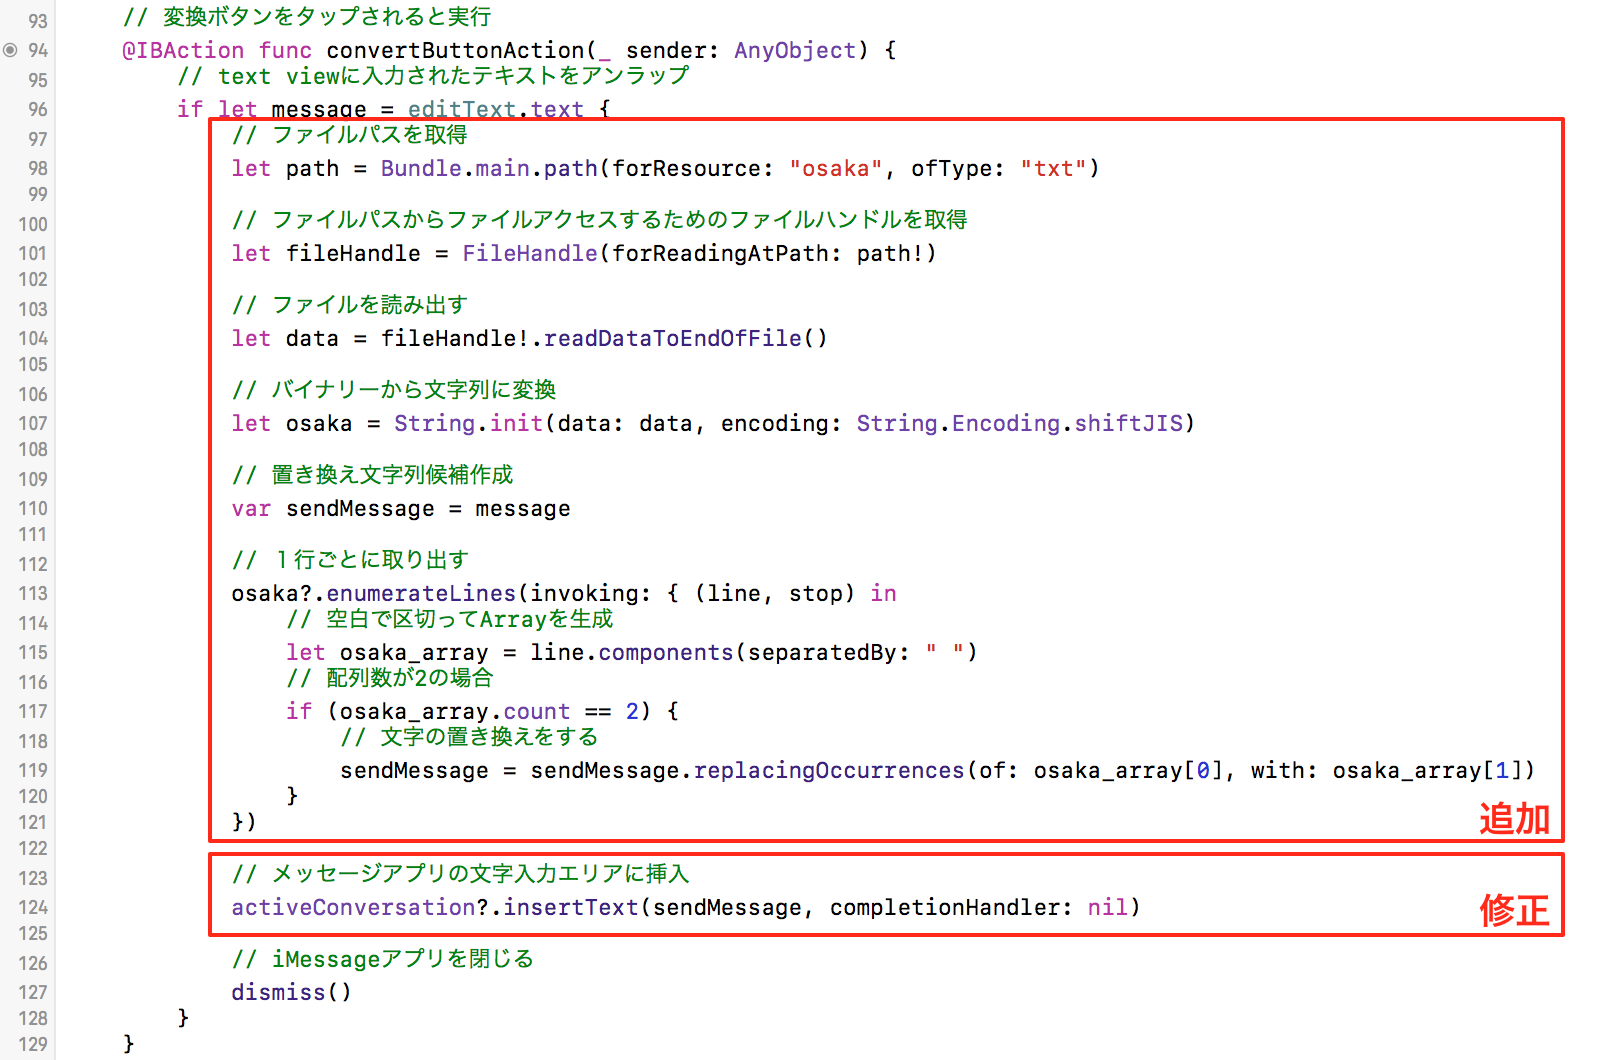 93 // 変換ボタンをタップされると実行
94 @IBAction func convertButtonAction(_ sender: AnyObject) {
95 // text viewに入力されたテキストをアンラップ
96 if let message = editText.text {
97 // ファイルパスを取得
98 let path = Bundle.main.path(forResource: "osaka", ofType: "txt")
99
100 // ファイルパスからファイルアクセスするためのファイルハンドルを取得
101 let fileHandle = FileHandle(forReadingAtPath: path!)
102
103 // ファイルを読み出す
104 let data = fileHandle!.readDataToEndOfFile()
105
106 // バイナリーから文字列に変換
107 let osaka = String.init(data: data, encoding: String.Encoding.shiftJIS)
108
109 // 置き換え文字列候補作成
110 var sendMessage = message
111
112 // １行ごとに取り出す
113 osaka?.enumerateLines(invoking: { (line, stop) in
114 // 空白で区切ってArrayを生成
115 let osaka_array = line.components(separatedBy: " ")
116 // 配列数が2の場合
117 if (osaka_array.count == 2) {
118 // 文字の置き換えをする
119 sendMessage = sendMessage.replacingOccurrences(of: osaka_array[0], with: osaka_array[1])
120 }
121 })
追加
122
123 // メッセージアプリの文字入力エリアに挿入
124 activeConversation?.insertText(sendMessage, completionHandler: nil)
修正
125
126 // iMessageアプリを閉じる
127 dismiss()
128 }
129 }